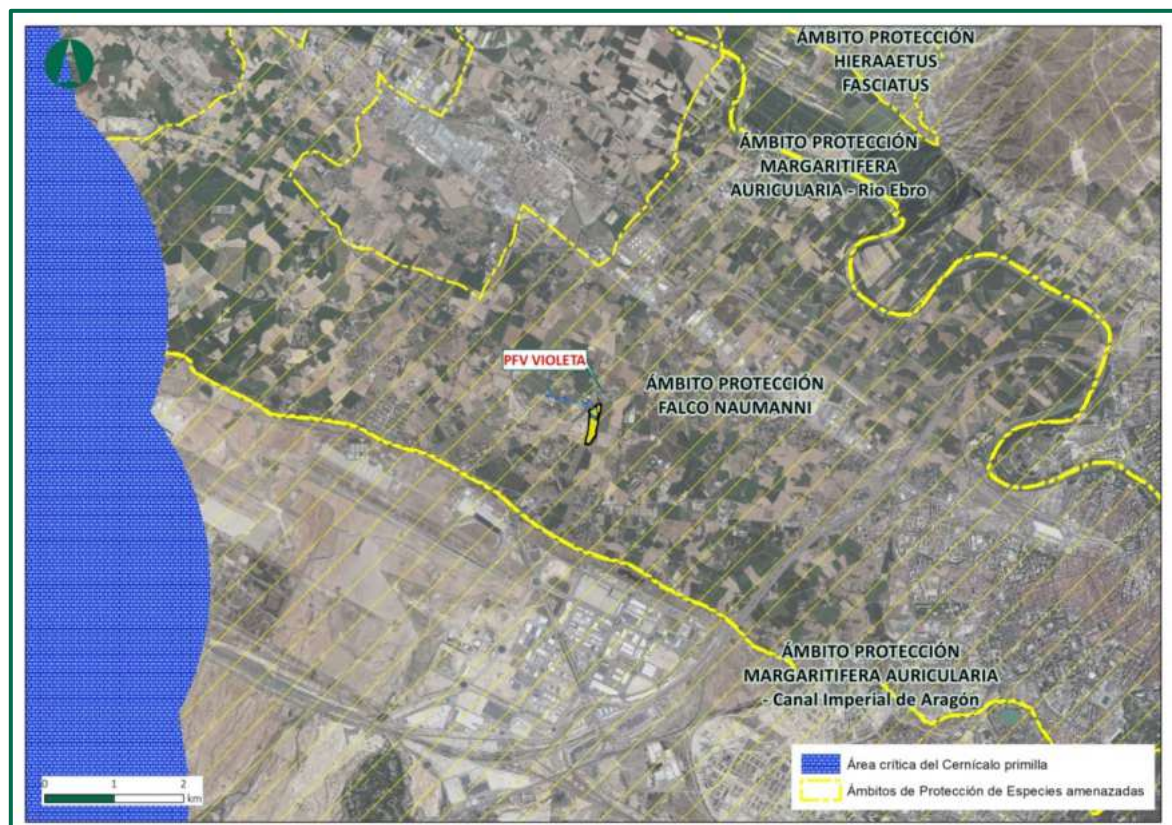 ÁMBITO PROTECCIÓN
HIERAAETUS
FASCIATUS
ÁMBITO PROTECCIÓN
MARGARITIFERA
AURICULARIA - Rio Ebro
PFV VIOLETA
ÁMBITO PROTECCIÓN
FALCO NAUMANNI
ÁMBITO PROTECCIÓN
MARGARITIFERA AURICULARIA
- Canal Imperial de Aragón
Área crítica del Cernícalo primilla
Ámbitos de Protección de Especies amenazadas
0 1 2
km